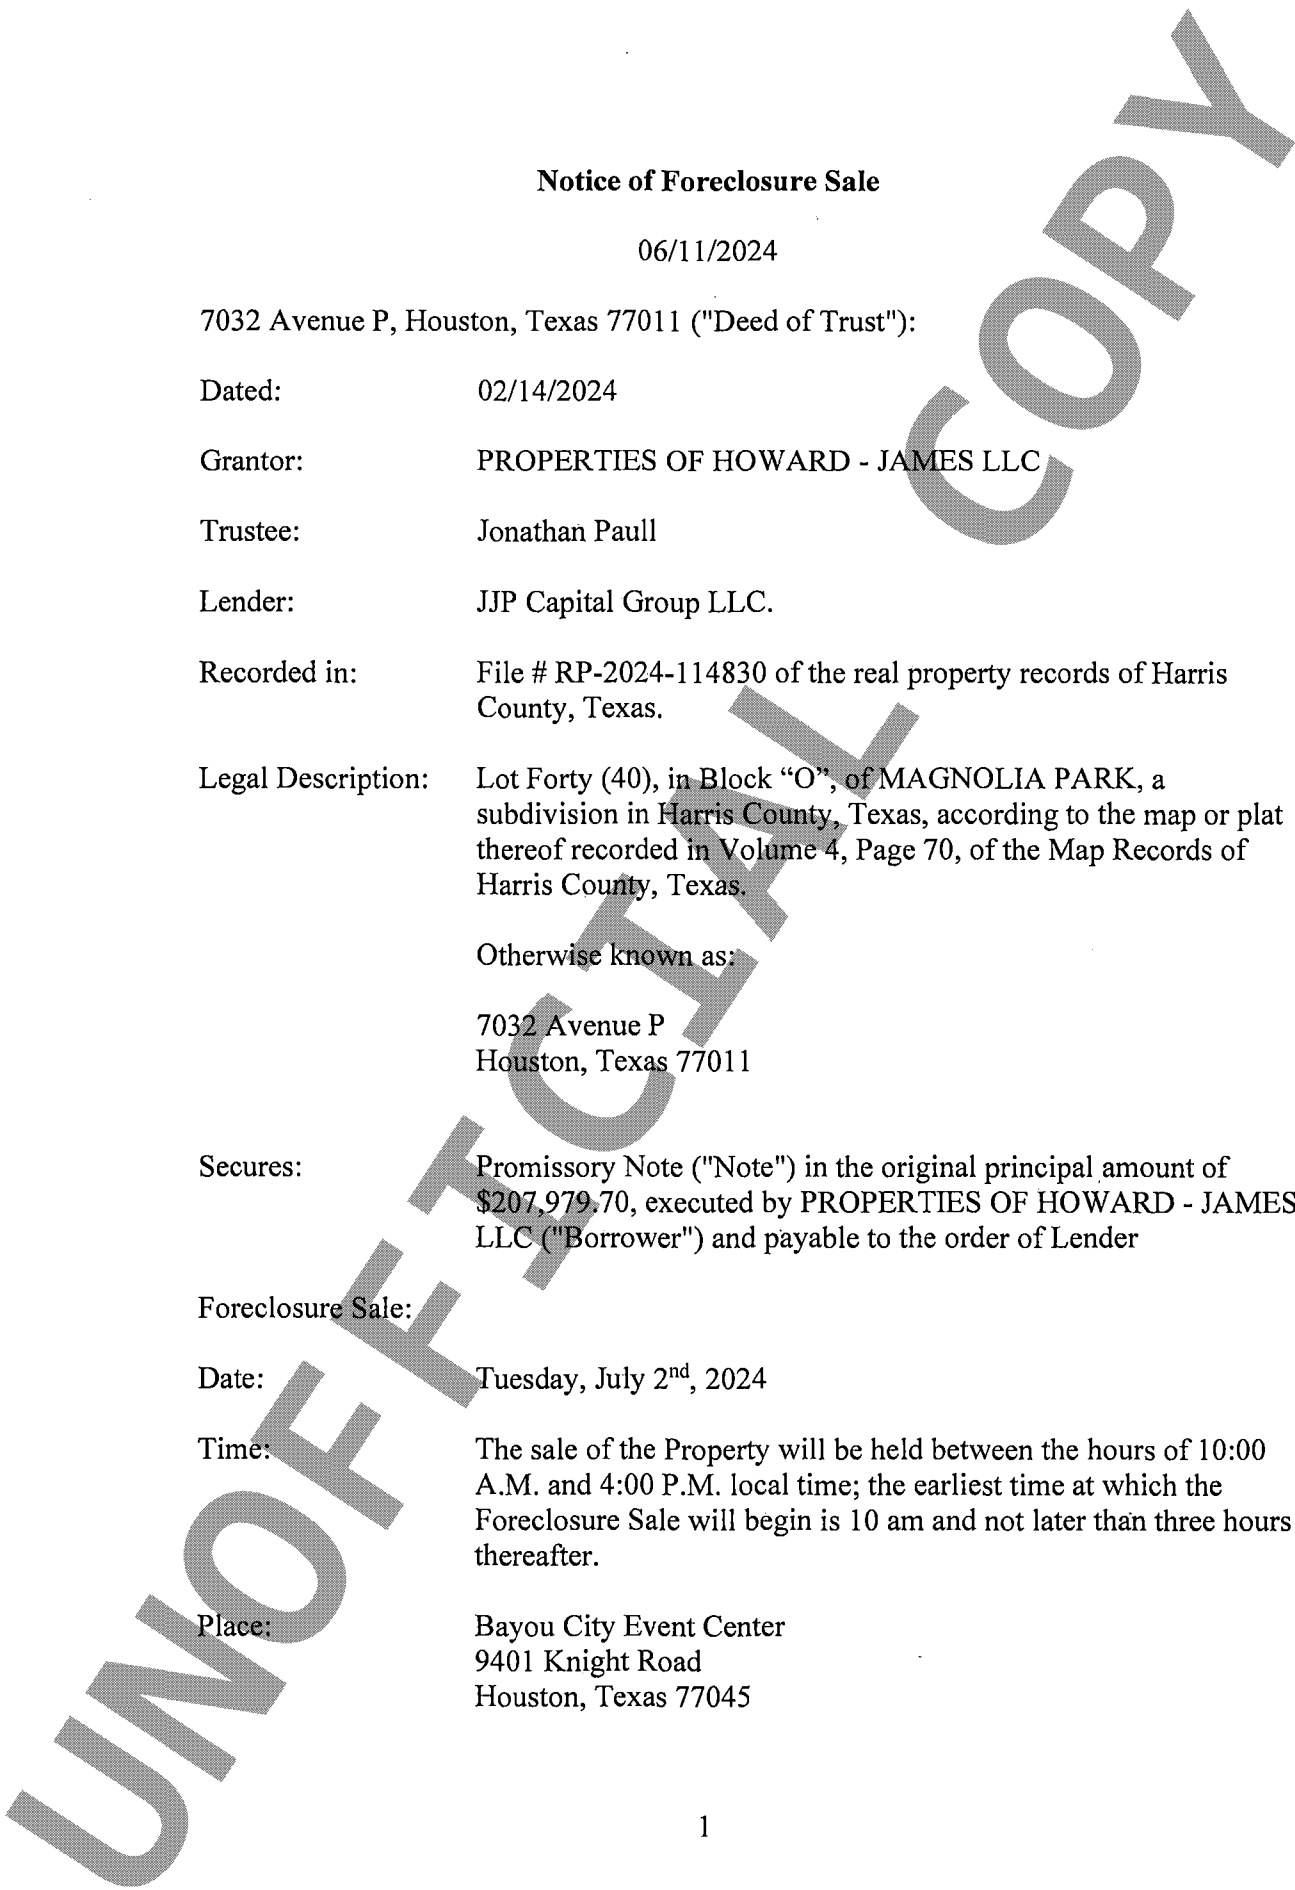 Notice of Foreclosure Sale
06/11/2024
7032 Avenue P, Houston, Texas 77011 ("Deed of Trust"):
Dated: 02/14/2024
Grantor: PROPERTIES OF HOWARD - JAMES LLC
Trustee: Jonathan Paull
Lender: JJP Capital Group LLC.
Recorded in: File # RP-2024-114830 of the real property records of Harris
County, Texas.
Legal Description: Lot Forty (40), in Block “O”, of MAGNOLIA PARK, a
subdivision in Harris County, Texas, according to the map or plat
thereof recorded in Volume 4, Page 70, of the Map Records of
Harris County, Texas.
Otherwise known as:
7032 Avenue P
Houston, Texas 77011
Secures: Promissory Note ("Note") in the original principal amount of
$207,979.70, executed by PROPERTIES OF HOWARD - JAMES
LLC ("Borrower") and payable to the order of Lender
Foreclosure Sale:
Date: Tuesday, July 2nd, 2024
Time: The sale of the Property will be held between the hours of 10:00
A.M. and 4:00 P.M. local time; the earliest time at which the
Foreclosure Sale will begin is 10 am and not later than three hours
thereafter.
Place: Bayou City Event Center
9401 Knight Road
Houston, Texas 77045
1
UNOFFICIAL COPY